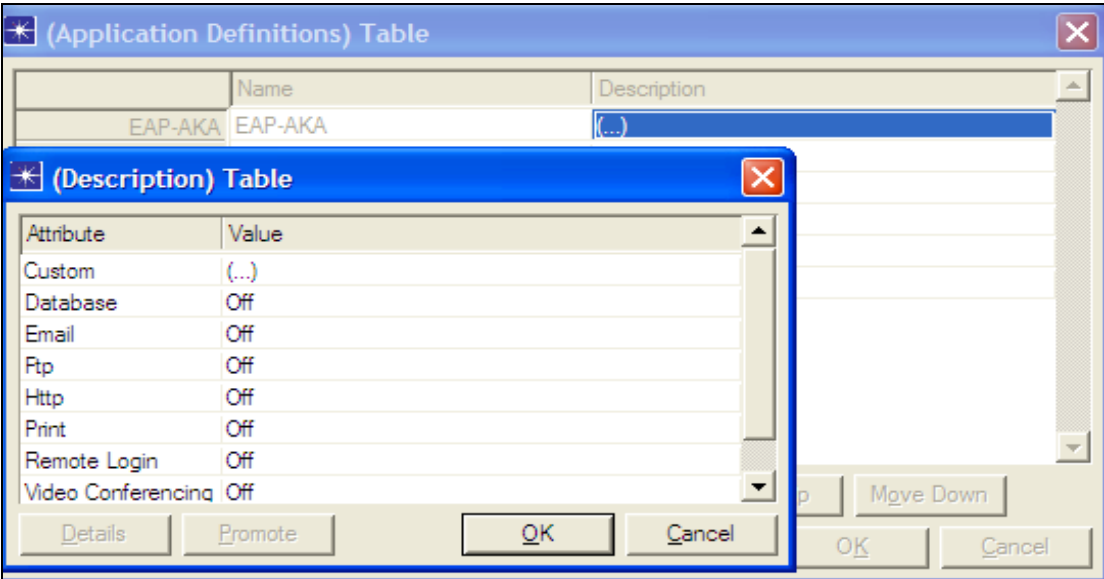 (Application Definitions) Table
Name Description
EAP-AKA EAP-AKA (...)
(Description) Table
Attribute Value
Custom (...)
Database Off
Email Off
Ftp Off
Http Off
Print Off
Remote Login Off
Video Conferencing Off
Details Promote OK Cancel
Move Down
OK Cancel